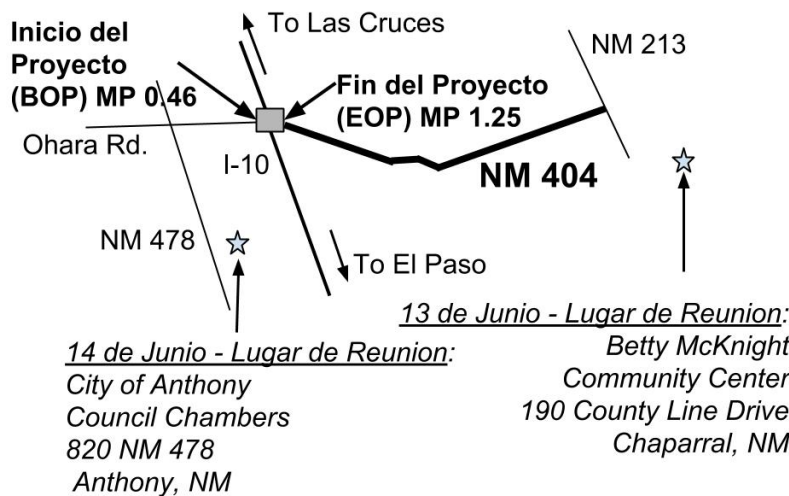 To Las Cruces
Inicio del
Proyecto
(BOP) MP 0.46
Fin del Proyecto
(EOP) MP 1.25
NM 213
Ohara Rd.
I-10
NM 404
NM 478
To El Paso
14 de Junio - Lugar de Reunion:
City of Anthony
Council Chambers
820 NM 478
Anthony, NM
13 de Junio - Lugar de Reunion:
Betty McKnight
Community Center
190 County Line Drive
Chaparral, NM